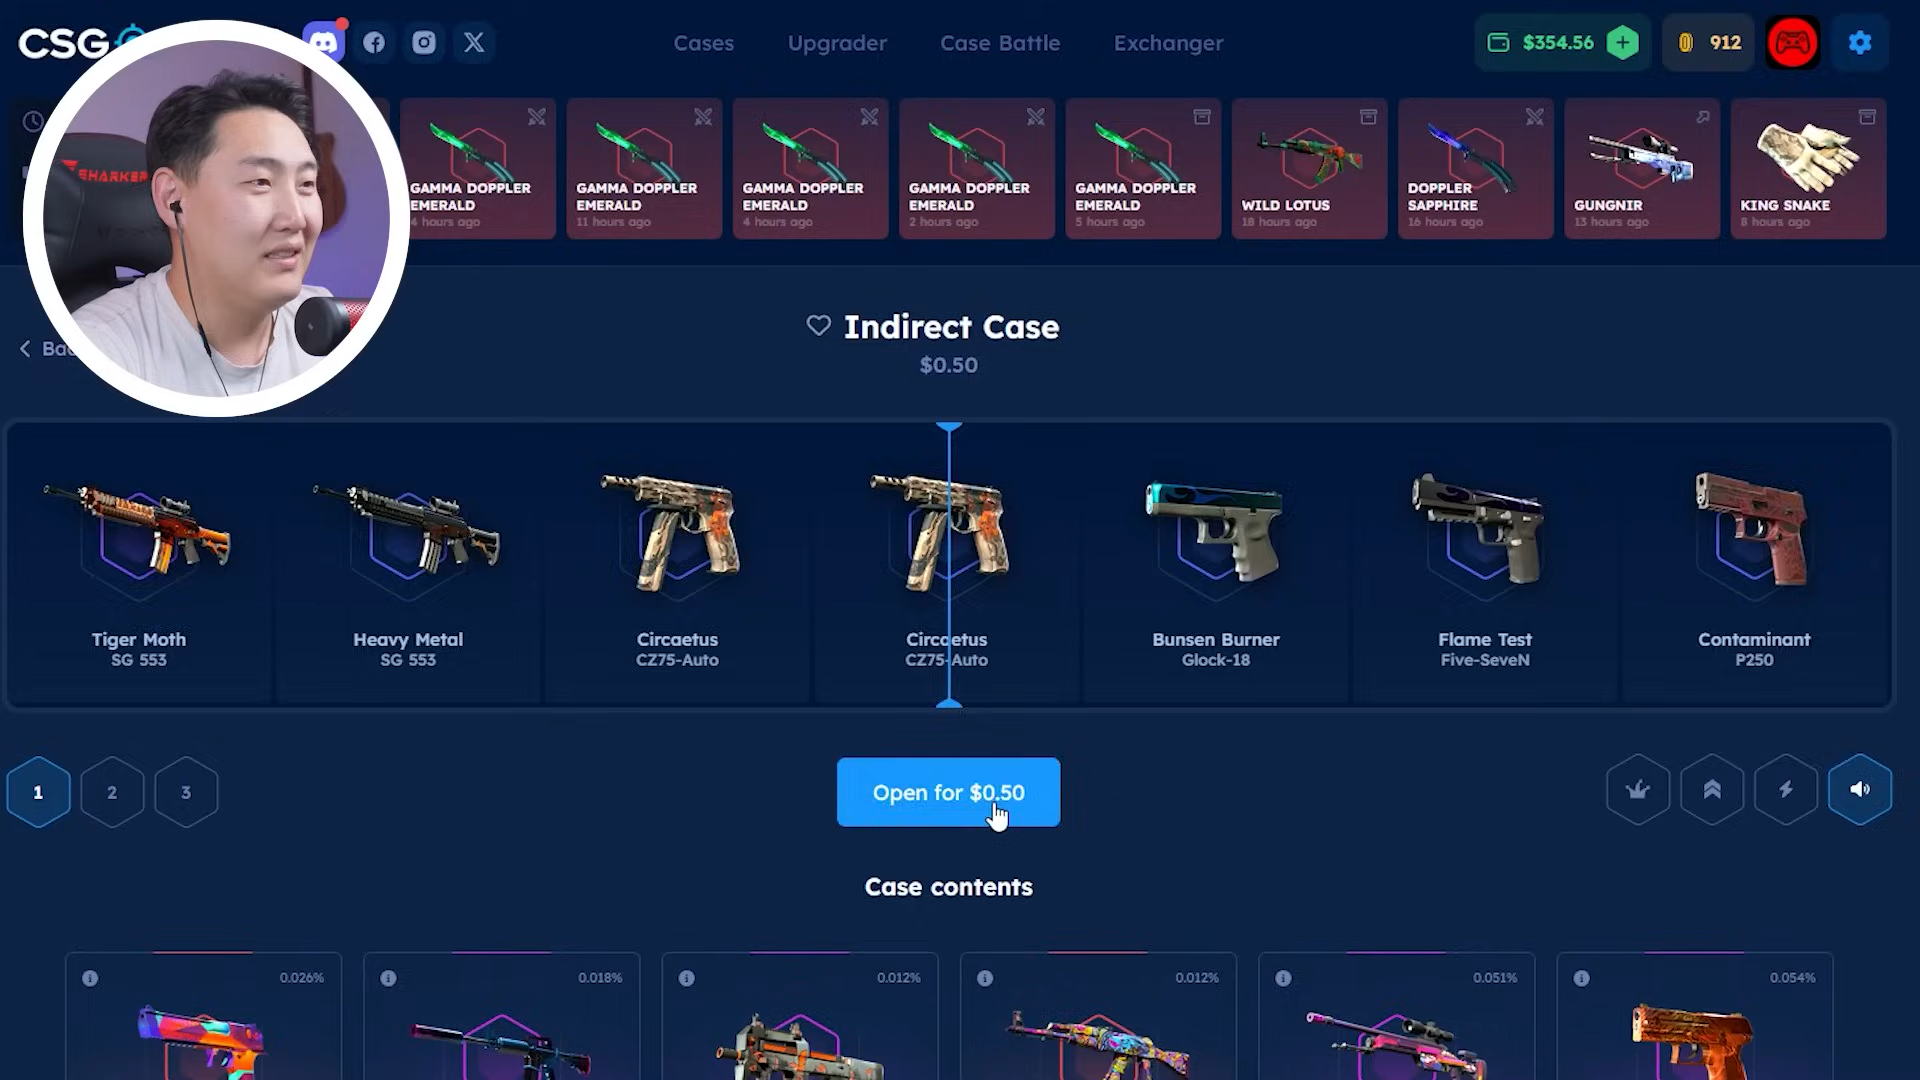 CSG
Cases
Upgrader
Case Battle
Exchanger
$354.56
912
SHARKER
GAMMA DOPPLER
EMERALD
4 hours ago
GAMMA DOPPLER
EMERALD
11 hours ago
GAMMA DOPPLER
EMERALD
4 hours ago
GAMMA DOPPLER
EMERALD
2 hours ago
GAMMA DOPPLER
EMERALD
5 hours ago
WILD LOTUS
18 hours ago
DOPPLER
SAPPHIRE
16 hours ago
GUNGNIR
13 hours ago
KING SNAKE
8 hours ago
Indirect Case
$0.50
Tiger Moth
SG 553
Heavy Metal
SG 553
Circaetus
CZ75-Auto
Circaetus
CZ75-Auto
Bunsen Burner
Glock-18
Flame Test
Five-SeveN
Contaminant
P250
1
2
3
Open for $0.50
Case contents
0.026%
0.018%
0.012%
0.012%
0.051%
0.054%